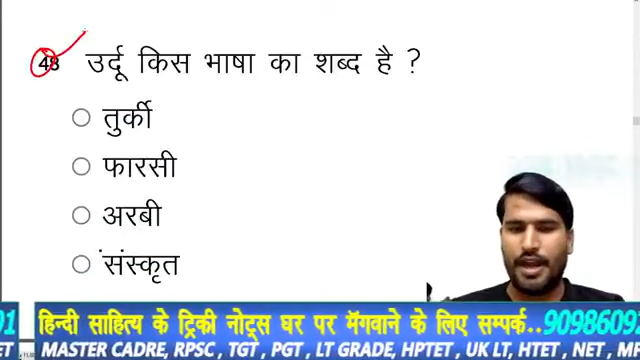 48 उर्दू किस भाषा का शब्द है ?
तुर्की
फारसी
अरबी
संस्कृत
हिन्दी साहित्य के ट्रिकी नोट्स घर पर मँगवाने के लिए सम्पर्क..
MASTER CADRE, RPSC, TGT, PGT, LT GRADE, HPTET, UK LT, HTET, NET,